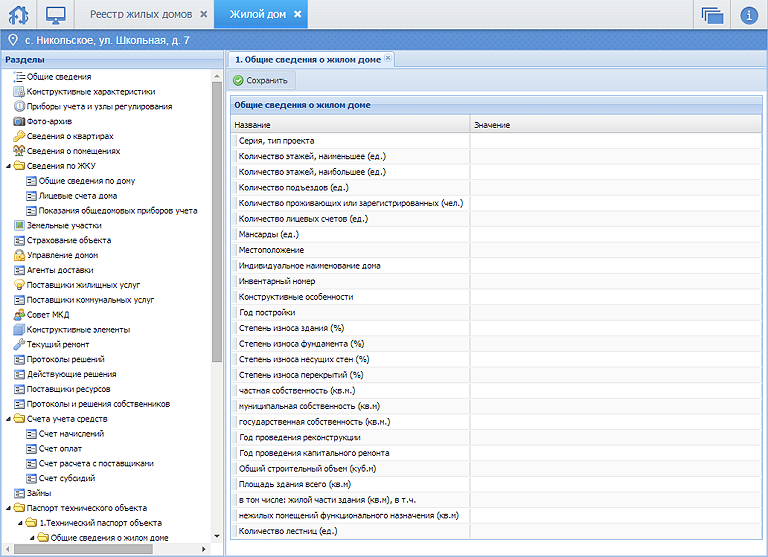 Реестр жилых домов
Жилой дом
с. Никольское, ул. Школьная, д. 7
Разделы
Общие сведения
Конструктивные характеристики
Приборы учета и узлы регулирования
Фото-архив
Сведения о квартирах
Сведения о помещениях
Сведения по ЖКУ
Общие сведения по дому
Лицевые счета дома
Показания общедомовых приборов учета
Земельные участки
Страхование объекта
Управление домом
Агенты доставки
Поставщики жилищных услуг
Поставщики коммунальных услуг
Совет МКД
Конструктивные элементы
Текущий ремонт
Протоколы решений
Действующие решения
Поставщики ресурсов
Протоколы и решения собственников
Счета учета средств
Счет начислений
Счет оплат
Счет расчета с поставщиками
Счет субсидий
Займы
Паспорт технического объекта
1.Технический паспорт объекта
Общие сведения о жилом доме
1. Общие сведения о жилом доме
Сохранить
Общие сведения о жилом доме
Название Значение
Серия, тип проекта
Количество этажей, наименьшее (ед.)
Количество этажей, наибольшее (ед.)
Количество подъездов (ед.)
Количество проживающих или зарегистрированных (чел.)
Количество лицевых счетов (ед.)
Мансарды (ед.)
Местоположение
Индивидуальное наименование дома
Инвентарный номер
Конструктивные особенности
Год постройки
Степень износа здания (%)
Степень износа фундамента (%)
Степень износа несущих стен (%)
Степень износа перекрытий (%)
частная собственность (кв.м.)
муниципальная собственность (кв.м)
государственная собственность (кв.м.)
Год проведения реконструкции
Год проведения капитального ремонта
Общий строительный объем (куб.м)
Площадь здания всего (кв.м)
в том числе: жилой части здания (кв.м), в т.ч.
нежилых помещений функционального назначения (кв.м)
Количество лестниц (ед.)